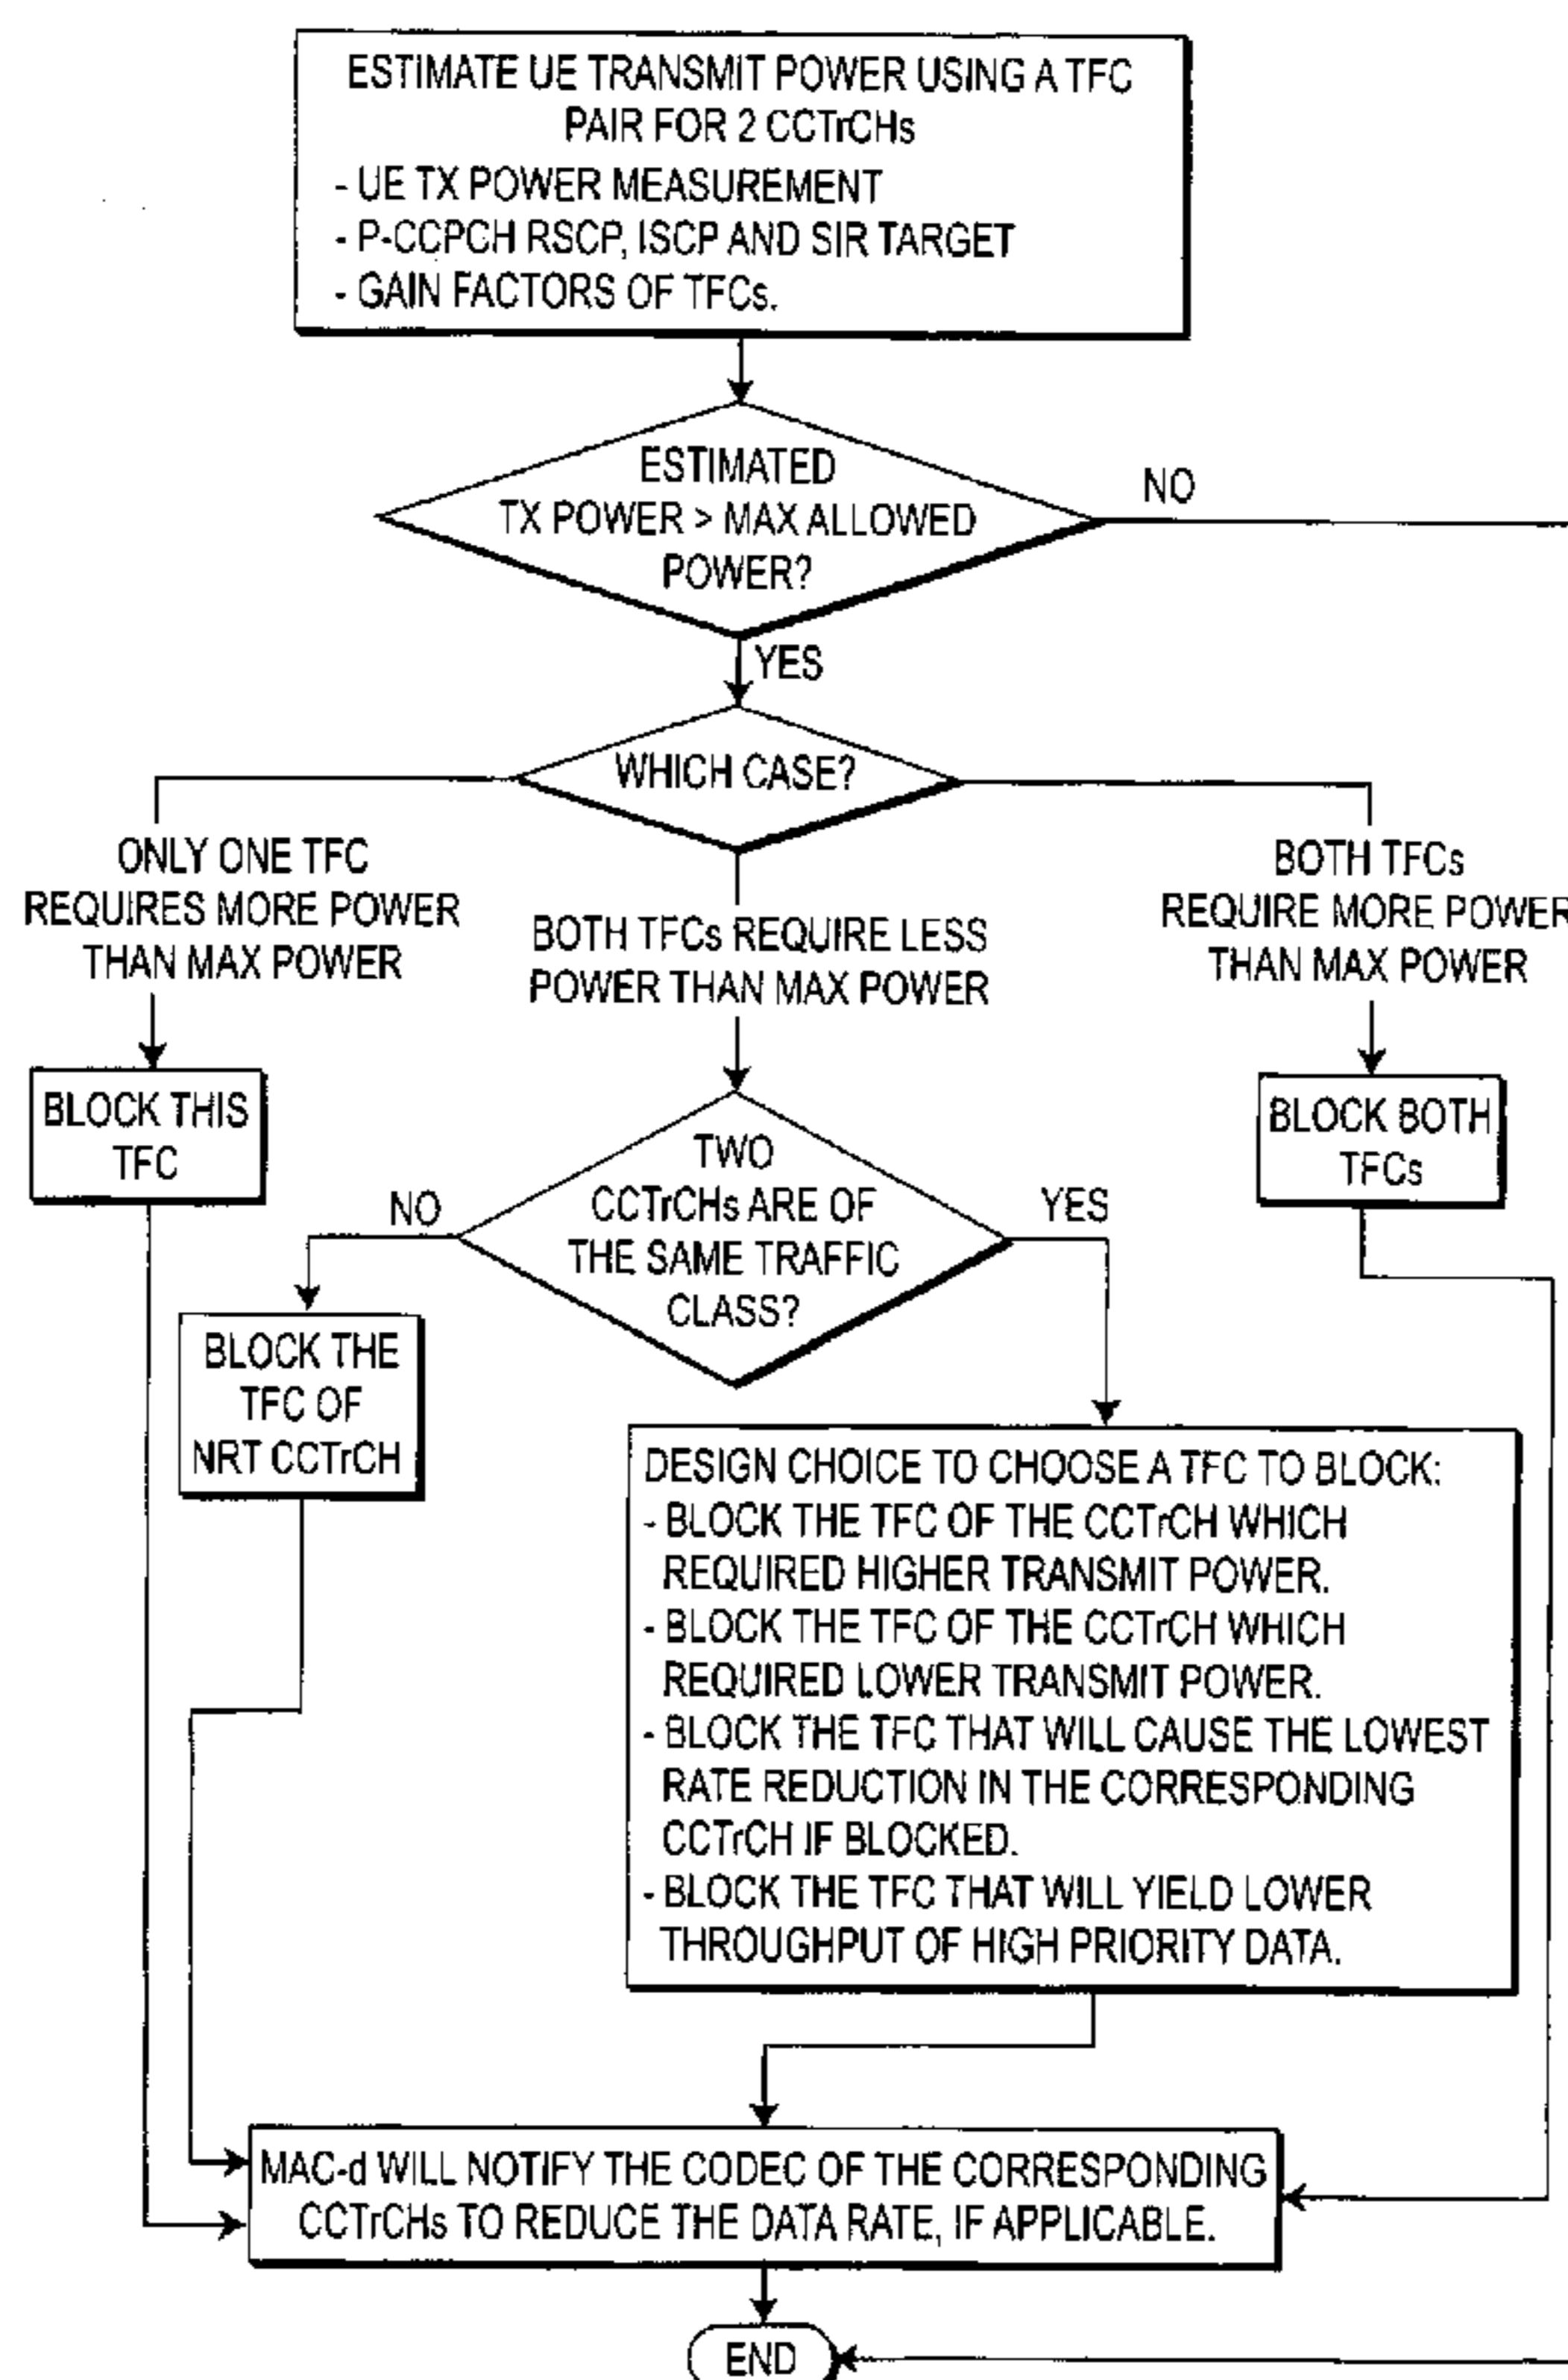 ESTIMATE UE TRANSMIT POWER USING A TFC
PAIR FOR 2 CCTrCHs
- UE TX POWER MEASUREMENT
- P-CCPCH RSCP, ISCP AND SIR TARGET
- GAIN FACTORS OF TFCs.
ESTIMATED
TX POWER > MAX ALLOWED
POWER?
NO
YES
WHICH CASE?
ONLY ONE TFC
REQUIRES MORE POWER
THAN MAX POWER
BOTH TFCs REQUIRE LESS
POWER THAN MAX POWER
BOTH TFCs
REQUIRE MORE POWER
THAN MAX POWER
BLOCK THIS
TFC
BLOCK BOTH
TFCs
TWO
CCTrCHs ARE OF
THE SAME TRAFFIC
CLASS?
NO
YES
BLOCK THE
TFC OF
NRT CCTrCH
DESIGN CHOICE TO CHOOSE A TFC TO BLOCK:
- BLOCK THE TFC OF THE CCTrCH WHICH
REQUIRED HIGHER TRANSMIT POWER.
- BLOCK THE TFC OF THE CCTrCH WHICH
REQUIRED LOWER TRANSMIT POWER.
- BLOCK THE TFC THAT WILL CAUSE THE LOWEST
RATE REDUCTION IN THE CORRESPONDING
CCTrCH IF BLOCKED.
- BLOCK THE TFC THAT WILL YIELD LOWER
THROUGHPUT OF HIGH PRIORITY DATA.
MAC-d WILL NOTIFY THE CODEC OF THE CORRESPONDING
CCTrCHs TO REDUCE THE DATA RATE, IF APPLICABLE.
END